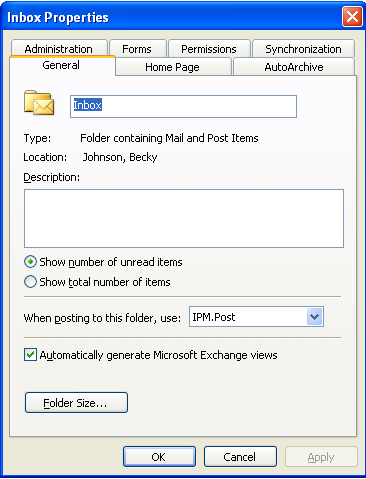 Inbox Properties
Administration Forms Permissions Synchronization
General Home Page AutoArchive
Inbox
Type: Folder containing Mail and Post Items
Location: Johnson, Becky
Description:
Show number of unread items
Show total number of items
When posting to this folder, use: IPM.Post
Automatically generate Microsoft Exchange views
Folder Size...
OK Cancel Apply